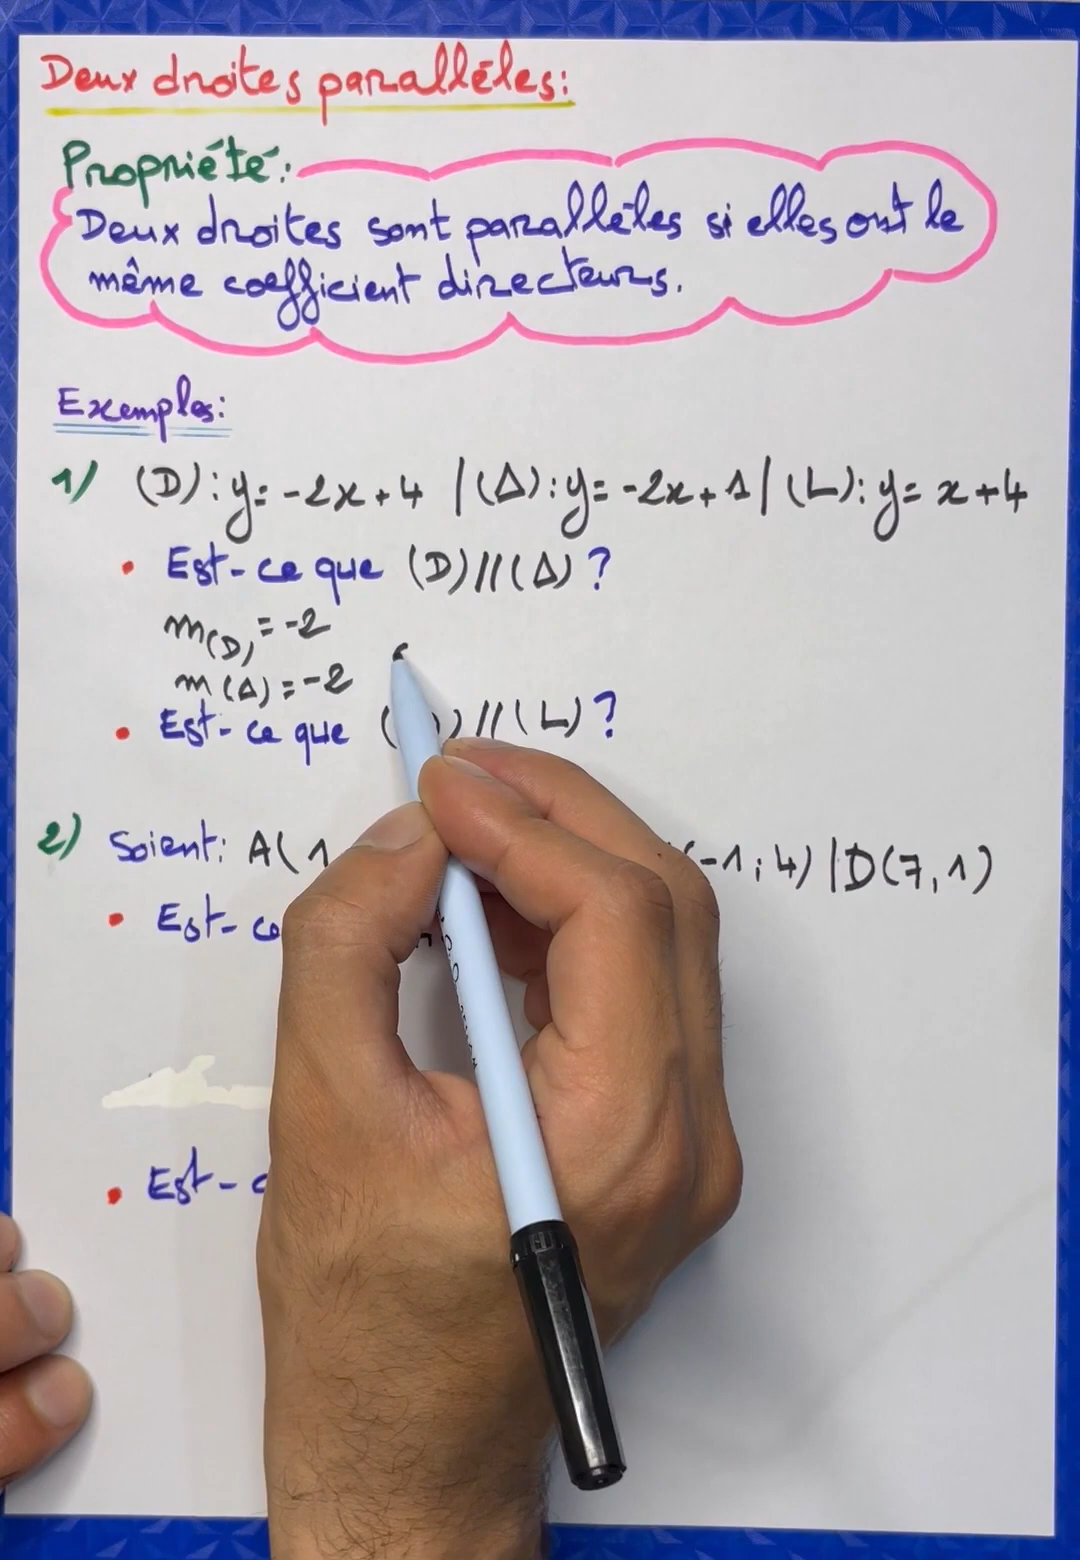 Deux droites parallèles:
Propriété:
Deux droites sont parallèles si elles ont le
même coefficient directeurs.
Exemples:
1/ (D): y= -2x+4 |(Δ): y= -2x+1| (L): y= x+4
• Est-ce que (D)//(Δ)?
m(D)=-2
m(Δ)=-2
• Est-ce que ( )//(L)?
2) Soient: A(1 (-1;4) |D(7,1)
• Est-ce
• Est-